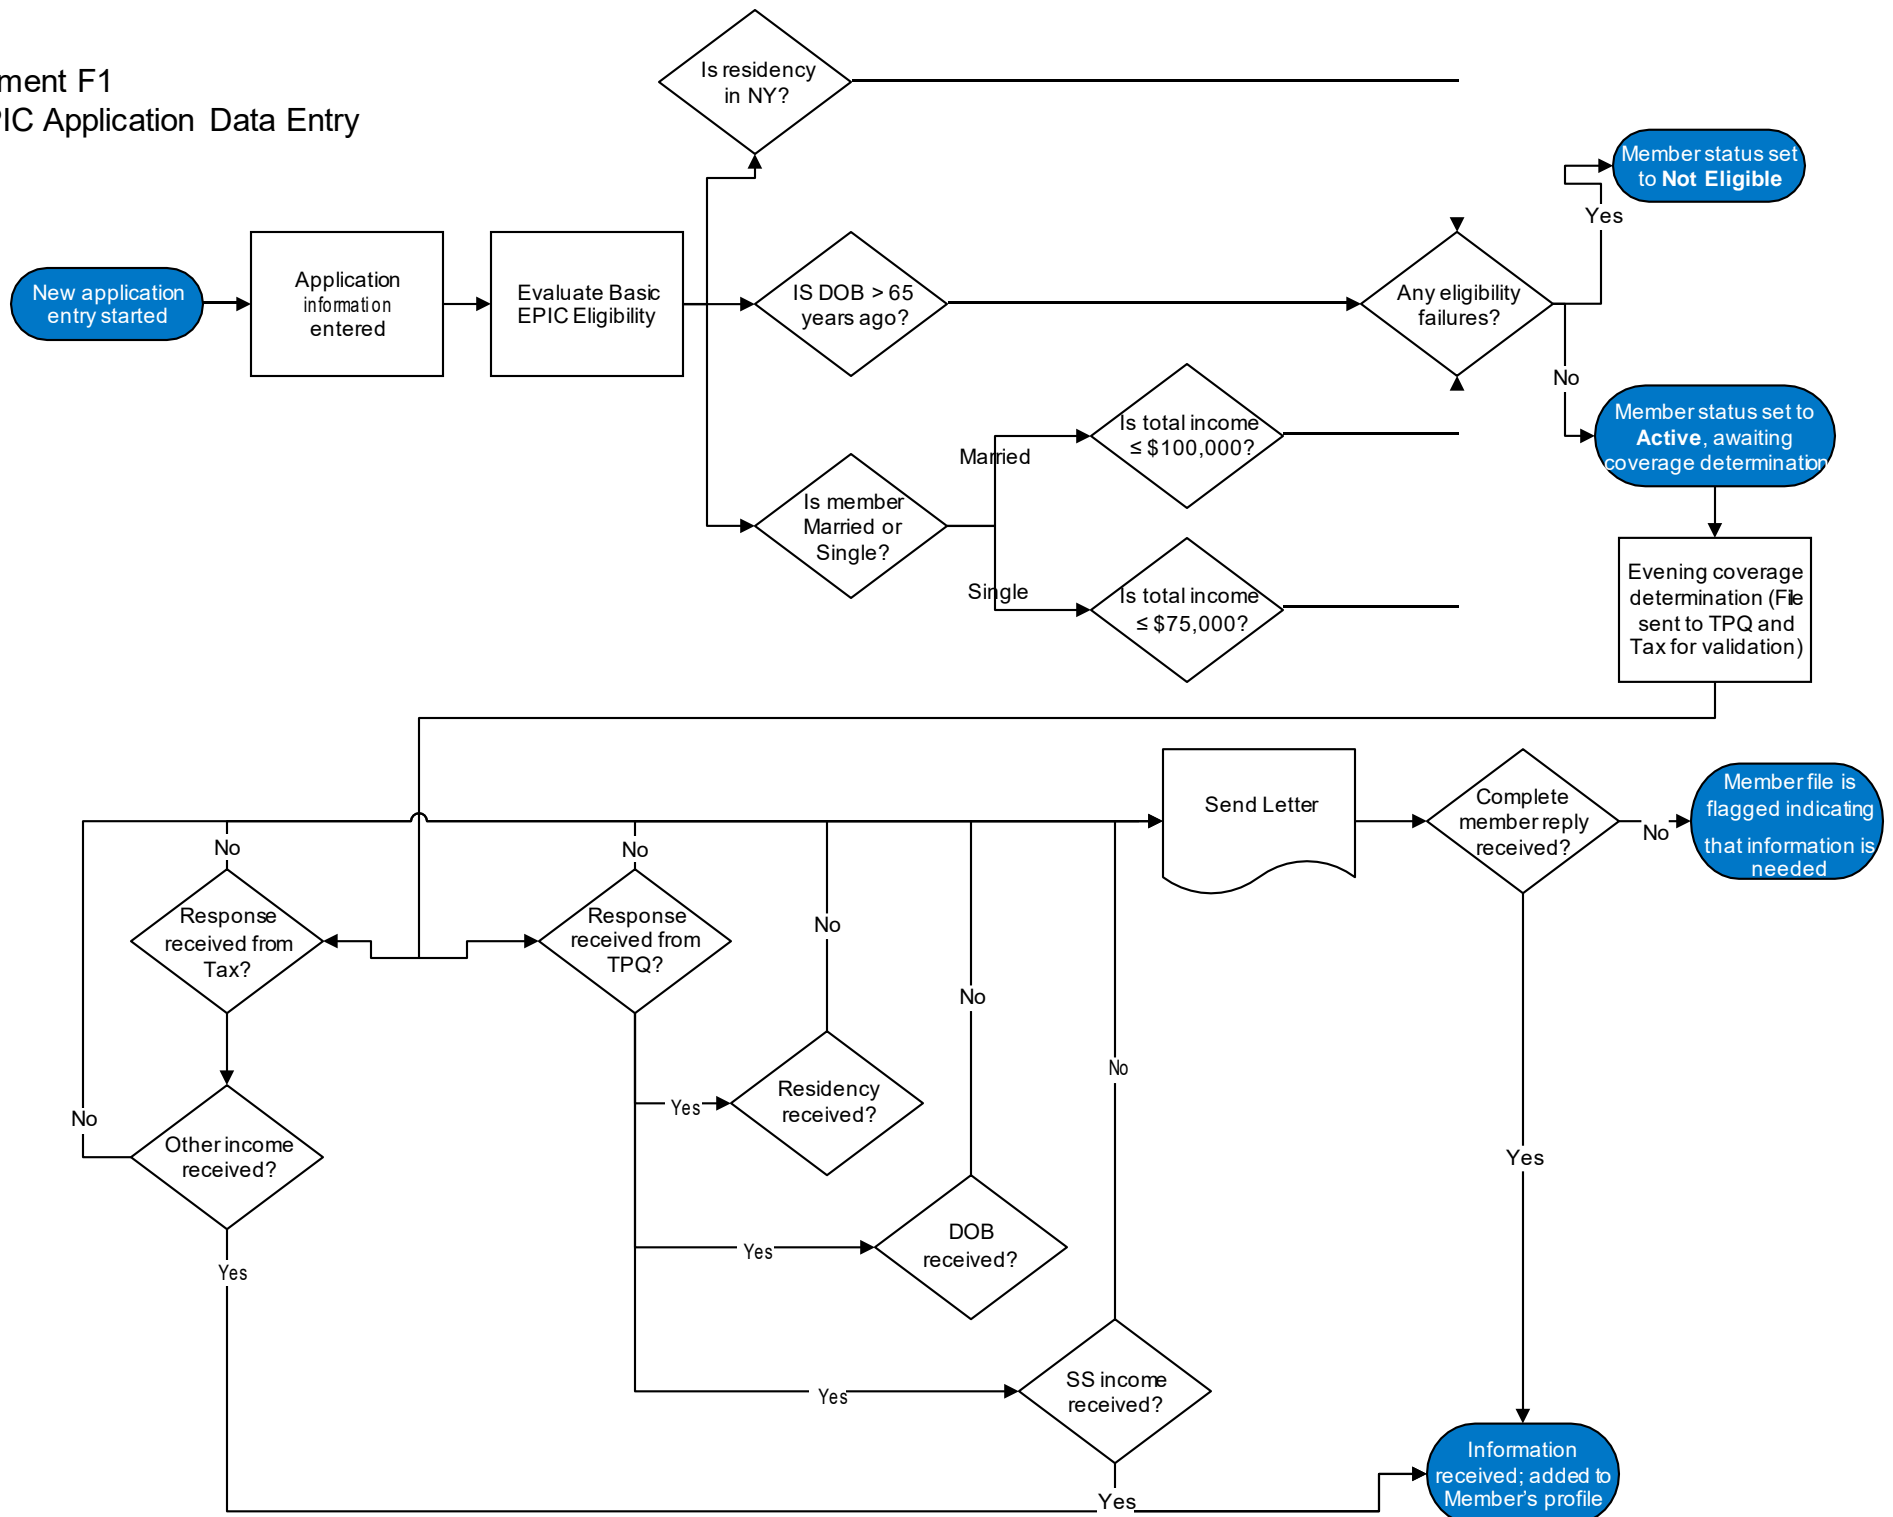 ment F1
PIC Application Data Entry
Is residency
in NY?
Member status set
to Not Eligible
Yes
New application
entry started
Application
information
entered
Evaluate Basic
EPIC Eligibility
IS DOB > 65
years ago?
Any eligibility
failures?
No
Member status set to
Active, awaiting
coverage determination
Is total income
≤ $100,000?
Married
Is member
Married or
Single?
Single
Is total income
≤ $75,000?
Evening coverage
determination (File
sent to TPQ and
Tax for validation)
Send Letter
Complete
member reply
received?
No
Member file is
flagged indicating
that information is
needed
No
No
Response
received from
Tax?
Response
received from
TPQ?
No
No
No
No
Other income
received?
Yes
Residency
received?
Yes
Yes
DOB
received?
Yes
Yes
SS income
received?
Yes
Information
received; added to
Member's profile